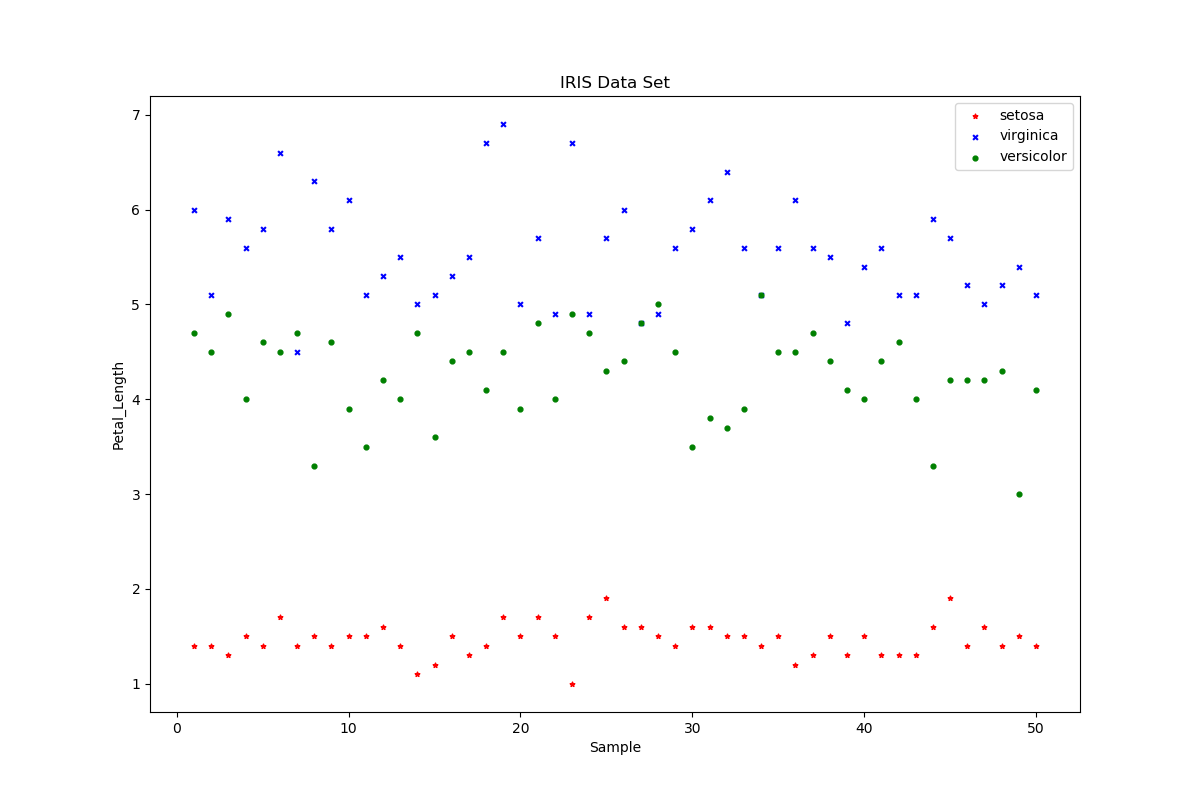 IRIS Data Set
setosa
virginica
versicolor
Petal_Length
7
6
5
4
3
2
1
0 10 20 30 40 50
Sample